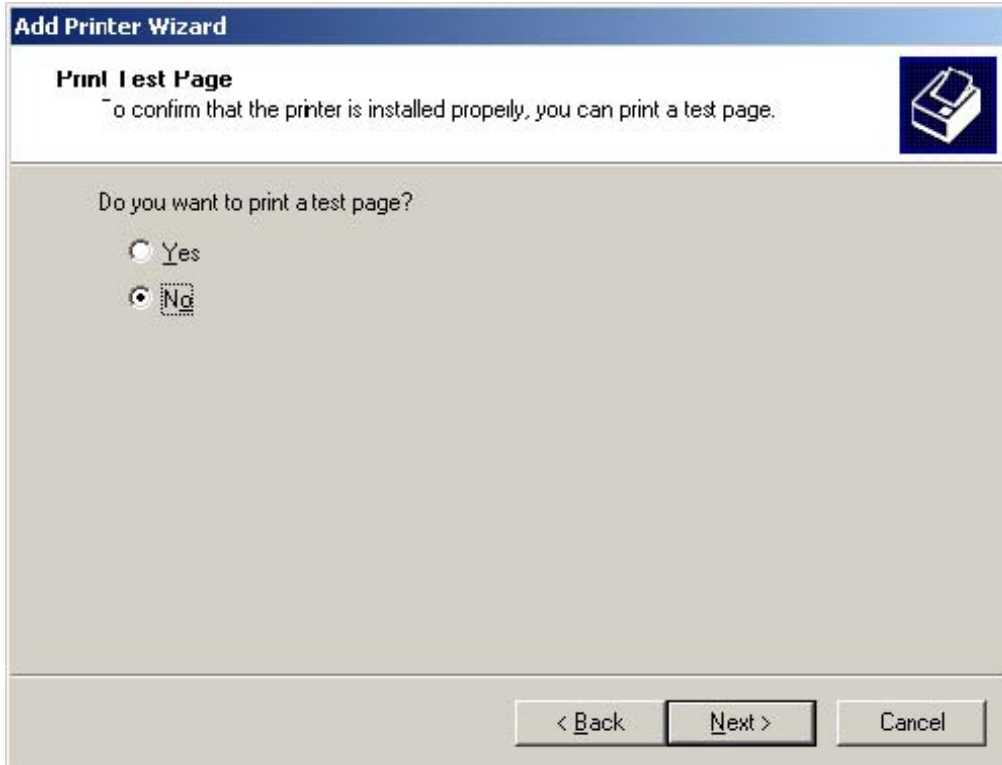 Add Printer Wizard
Print Test Page
To confirm that the printer is installed properly, you can print a test page.
Do you want to print a test page?
Yes
No
< Back Next > Cancel